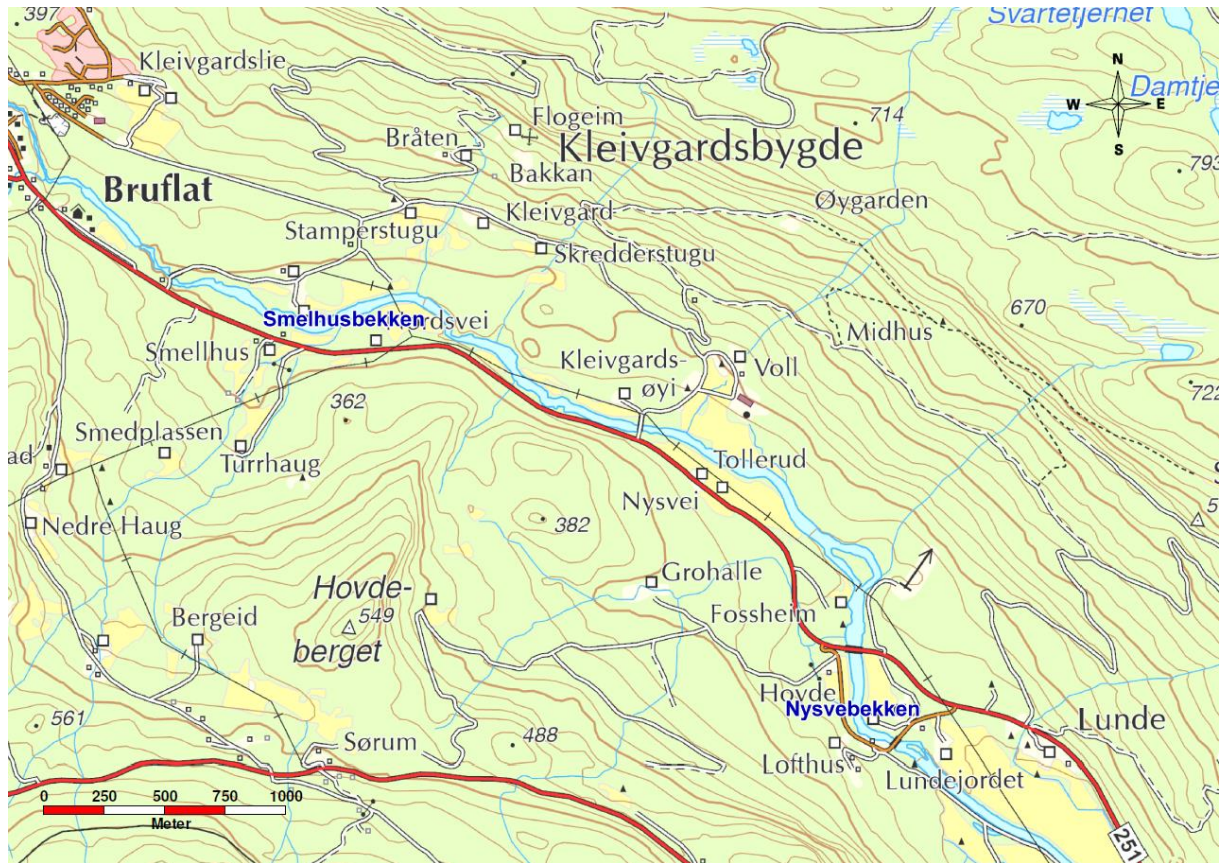 397
Svartetjernet
Kleivgardslie
N
W E
S
Damtje
714
Flogeim
Bråten
Kleivgardsbygde
793
Bakkan
Bruflat
Øygarden
Kleivgard
Stamperstugu
Skredderstugu
670
Smelhusbekken
rdsvei
Midhus
Smellhus
Kleivgards-
øyi
Voll
722
362
Smedplassen
ad
Turrhaug
Tollerud
Nysvei
382
Nedre Haug
Grohalle
Hovde-
berget
549
Fossheim
Bergeid
Hovde
Nysvebekken
561
488
Sørum
Lunde
Lofthus
Lundejordet
0 250 500 750 1000
Meter
251